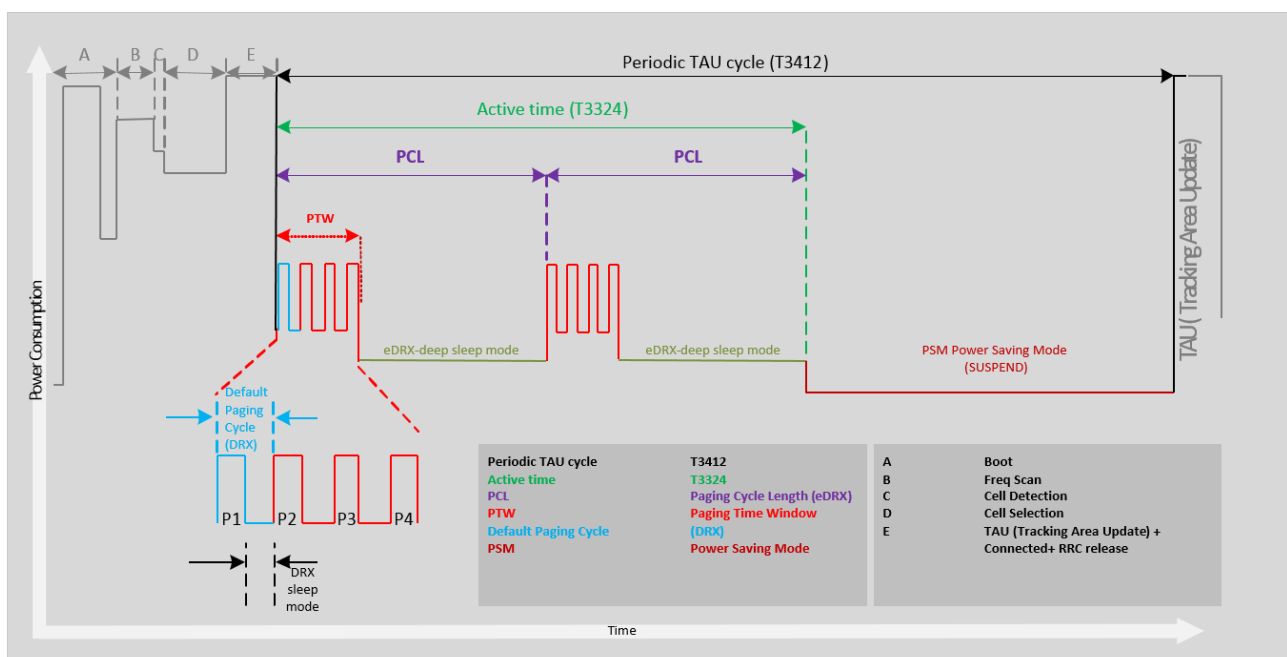 A B C D E
Periodic TAU cycle (T3412)
Active time (T3324)
PCL PCL
PTW
Power Consumption
eDRX-deep sleep mode eDRX-deep sleep mode
PSM Power Saving Mode
(SUSPEND)
TAU( Tracking Area Update)
Default
Paging
Cycle
(DRX)
P1 P2 P3 P4
DRX
sleep
mode
Periodic TAU cycle T3412
Active time T3324
PCL Paging Cycle Length (eDRX)
PTW Paging Time Window
Default Paging Cycle (DRX)
PSM Power Saving Mode
A Boot
B Freq Scan
C Cell Detection
D Cell Selection
E TAU (Tracking Area Update) +
Connected+ RRC release
Time